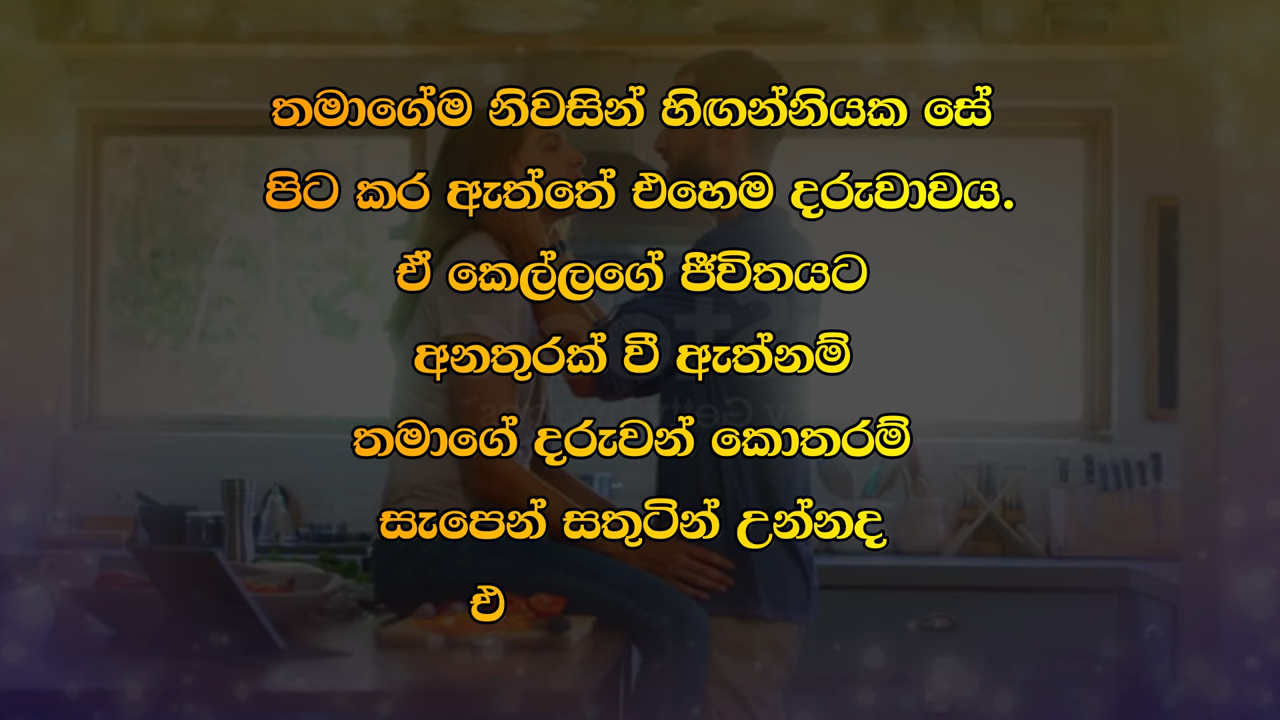 තමාගේම නිවසින් හිඟන්නියක සේ
පිට කර ඇත්තේ එහෙම දරුවාවය.
ඒ කෙල්ලගේ ජීවිතයට
අනතුරක් වී ඇත්නම්
තමාගේ දරුවන් කොතරම්
සැපෙන් සතුටින් උන්නද
එ